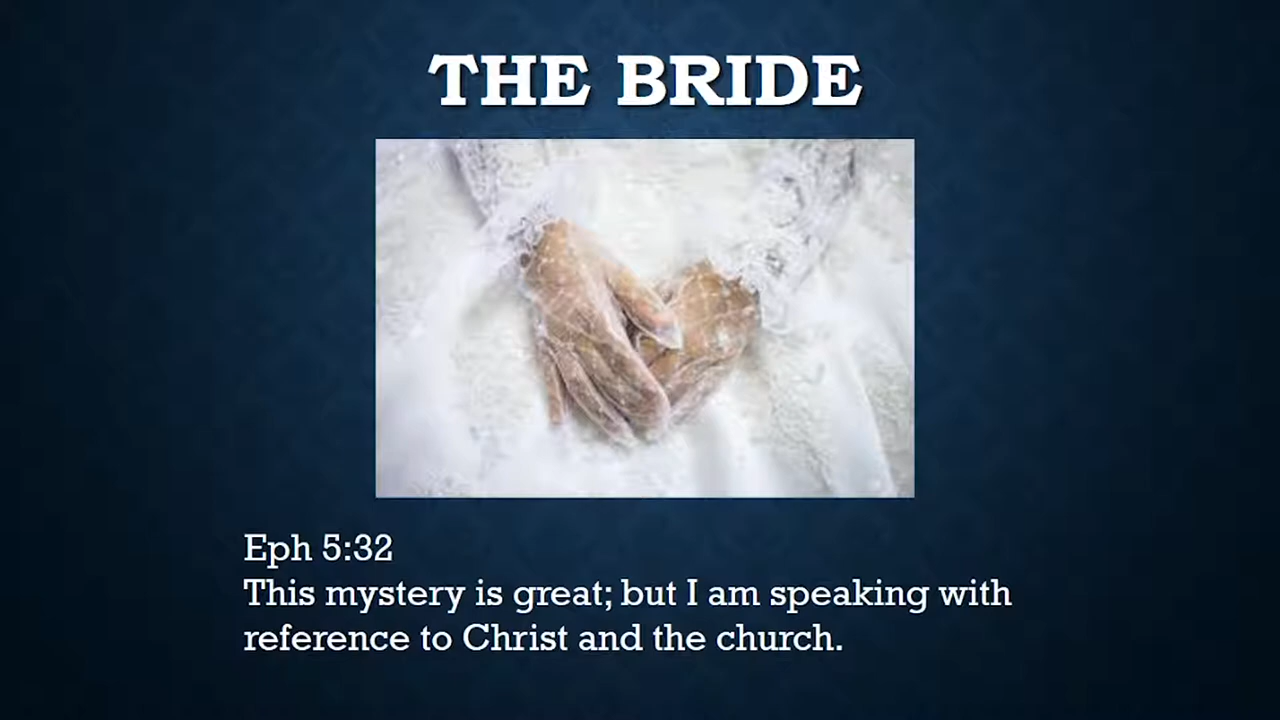 THE BRIDE
Eph 5:32
This mystery is great; but I am speaking with
reference to Christ and the church.